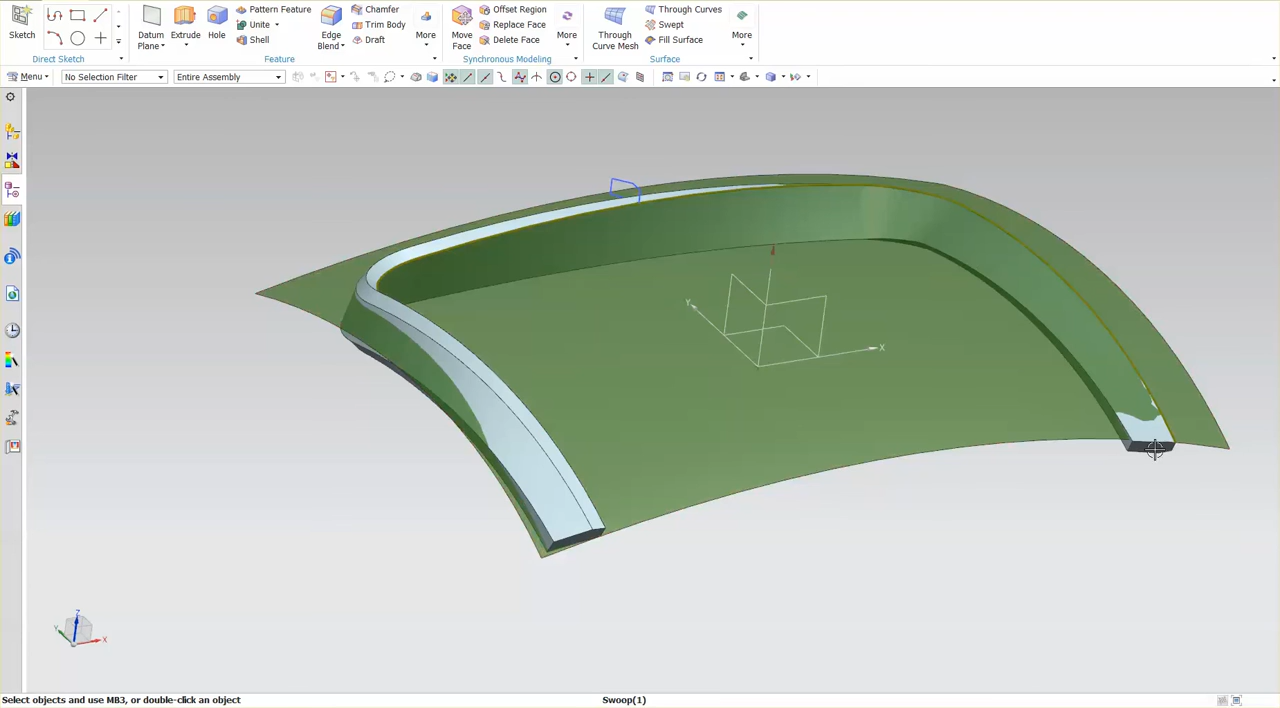 Sketch
Direct Sketch
Datum Plane
Extrude
Hole
Pattern Feature
Unite
Shell
Edge Blend
Chamfer
Trim Body
Draft
More
Feature
Move Face
Offset Region
Replace Face
Delete Face
More
Synchronous Modeling
Through Curve Mesh
Through Curves
Swept
Fill Surface
More
Surface
Menu
No Selection Filter
Entire Assembly
Y
X
Z
Y
X
Select objects and use MB3, or double-click an object
Swoop(1)